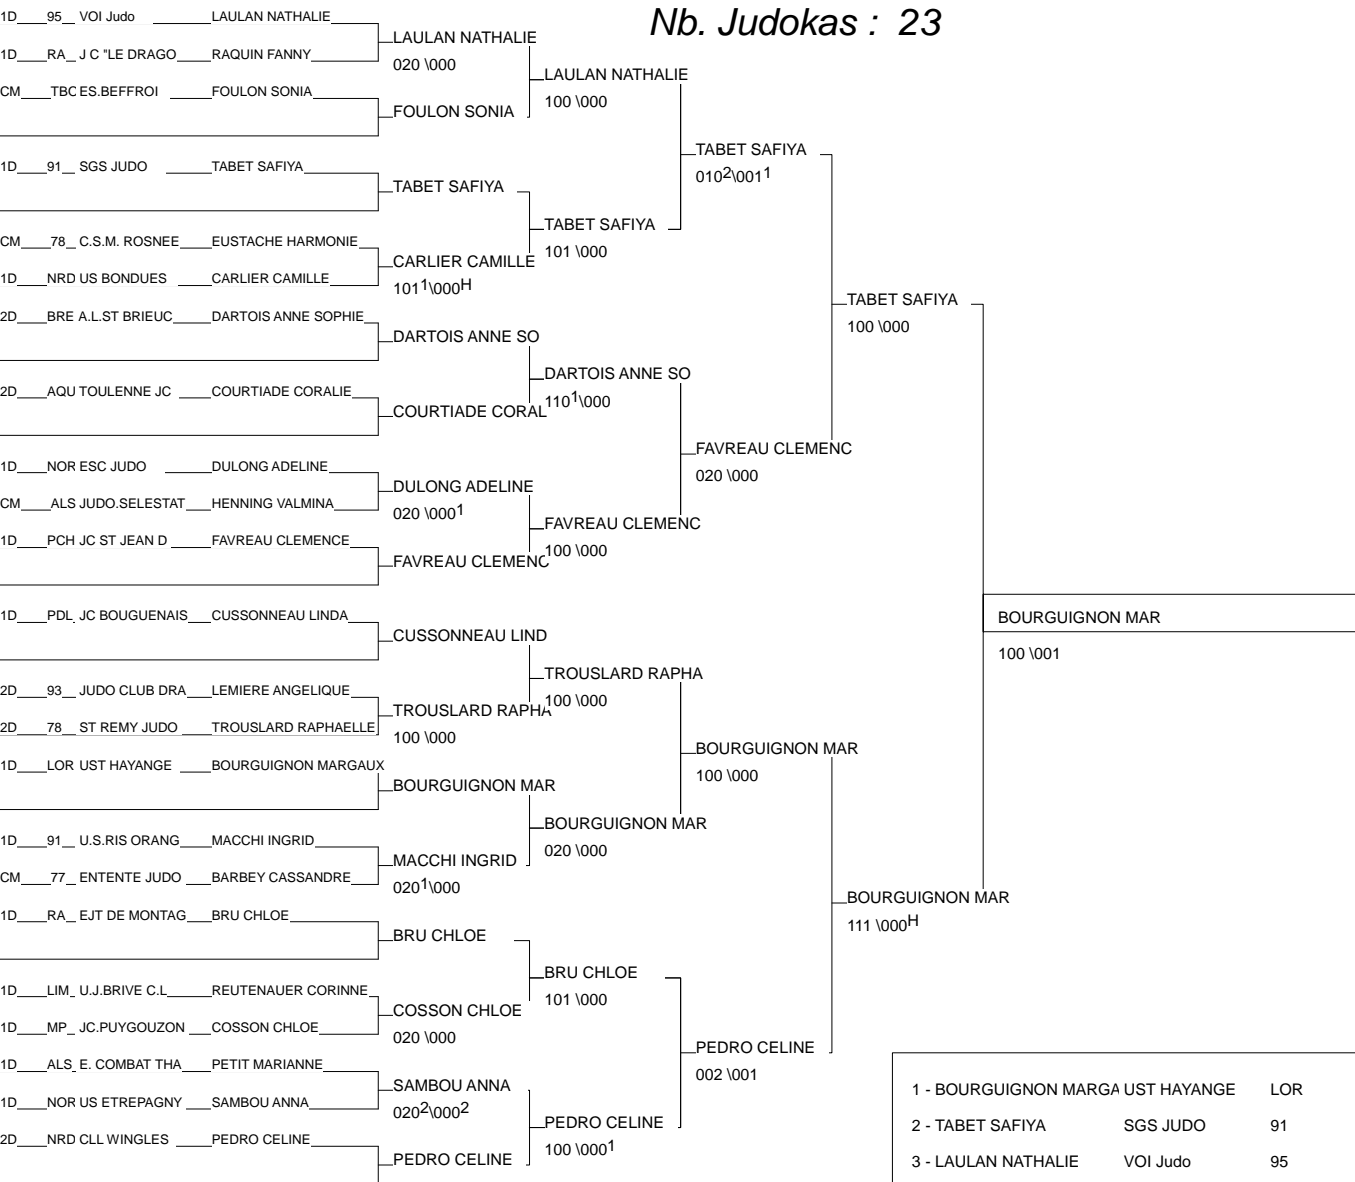 Nb. Judokas : 23
1D 95 VOI Judo LAULAN NATHALIE
1D RA J C "LE DRAGO RAQUIN FANNY
CM TBO ES.BEFFROI FOULON SONIA
1D 91 SGS JUDO TABET SAFIYA
CM 78 C.S.M. ROSNEE EUSTACHE HARMONIE
1D NRD US BONDUES CARLIER CAMILLE
2D BRE A.L.ST BRIEUC DARTOIS ANNE SOPHIE
2D AQU TOULENNE JC COURTIADE CORALIE
1D NOR ESC JUDO DULONG ADELINE
CM ALS JUDO.SELESTAT HENNING VALMINA
1D PCH JC ST JEAN D FAVREAU CLEMENCE
1D PDL JC BOUGUENAIS CUSSONNEAU LINDA
2D 93 JUDO CLUB DRA LEMIERE ANGELIQUE
2D 78 ST REMY JUDO TROUSLARD RAPHAELLE
1D LOR UST HAYANGE BOURGUIGNON MARGAUX
1D 91 U.S.RIS ORANG MACCHI INGRID
CM 77 ENTENTE JUDO BARBEY CASSANDRE
1D RA EJT DE MONTAG BRU CHLOE
1D LIM U.J.BRIVE C.L REUTENAUER CORINNE
1D MP JC.PUYGOUZON COSSON CHLOE
1D ALS E. COMBAT THA PETIT MARIANNE
1D NOR US ETREPAGNY SAMBOU ANNA
2D NRD CLL WINGLES PEDRO CELINE
LAULAN NATHALIE
020 \000
FOULON SONIA
TABET SAFIYA
CARLIER CAMILLE
101¹\000ᴴ
DARTOIS ANNE SO
COURTIADE CORAL
DULONG ADELINE
020 \000¹
FAVREAU CLEMENC
CUSSONNEAU LIND
TROUSLARD RAPHA
100 \000
BOURGUIGNON MAR
MACCHI INGRID
020¹\000
BRU CHLOE
COSSON CHLOE
020 \000
SAMBOU ANNA
020²\000²
PEDRO CELINE
LAULAN NATHALIE
100 \000
TABET SAFIYA
101 \000
DARTOIS ANNE SO
110¹\000
FAVREAU CLEMENC
100 \000
TROUSLARD RAPHA
100 \000
BOURGUIGNON MAR
020 \000
BRU CHLOE
101 \000
PEDRO CELINE
100 \000¹
TABET SAFIYA
010²\001¹
FAVREAU CLEMENC
020 \000
BOURGUIGNON MAR
100 \000
PEDRO CELINE
002 \001
TABET SAFIYA
100 \000
BOURGUIGNON MAR
111 \000ᴴ
BOURGUIGNON MAR
100 \001
1 - BOURGUIGNON MARGA UST HAYANGE LOR
2 - TABET SAFIYA SGS JUDO 91
3 - LAULAN NATHALIE VOI Judo 95